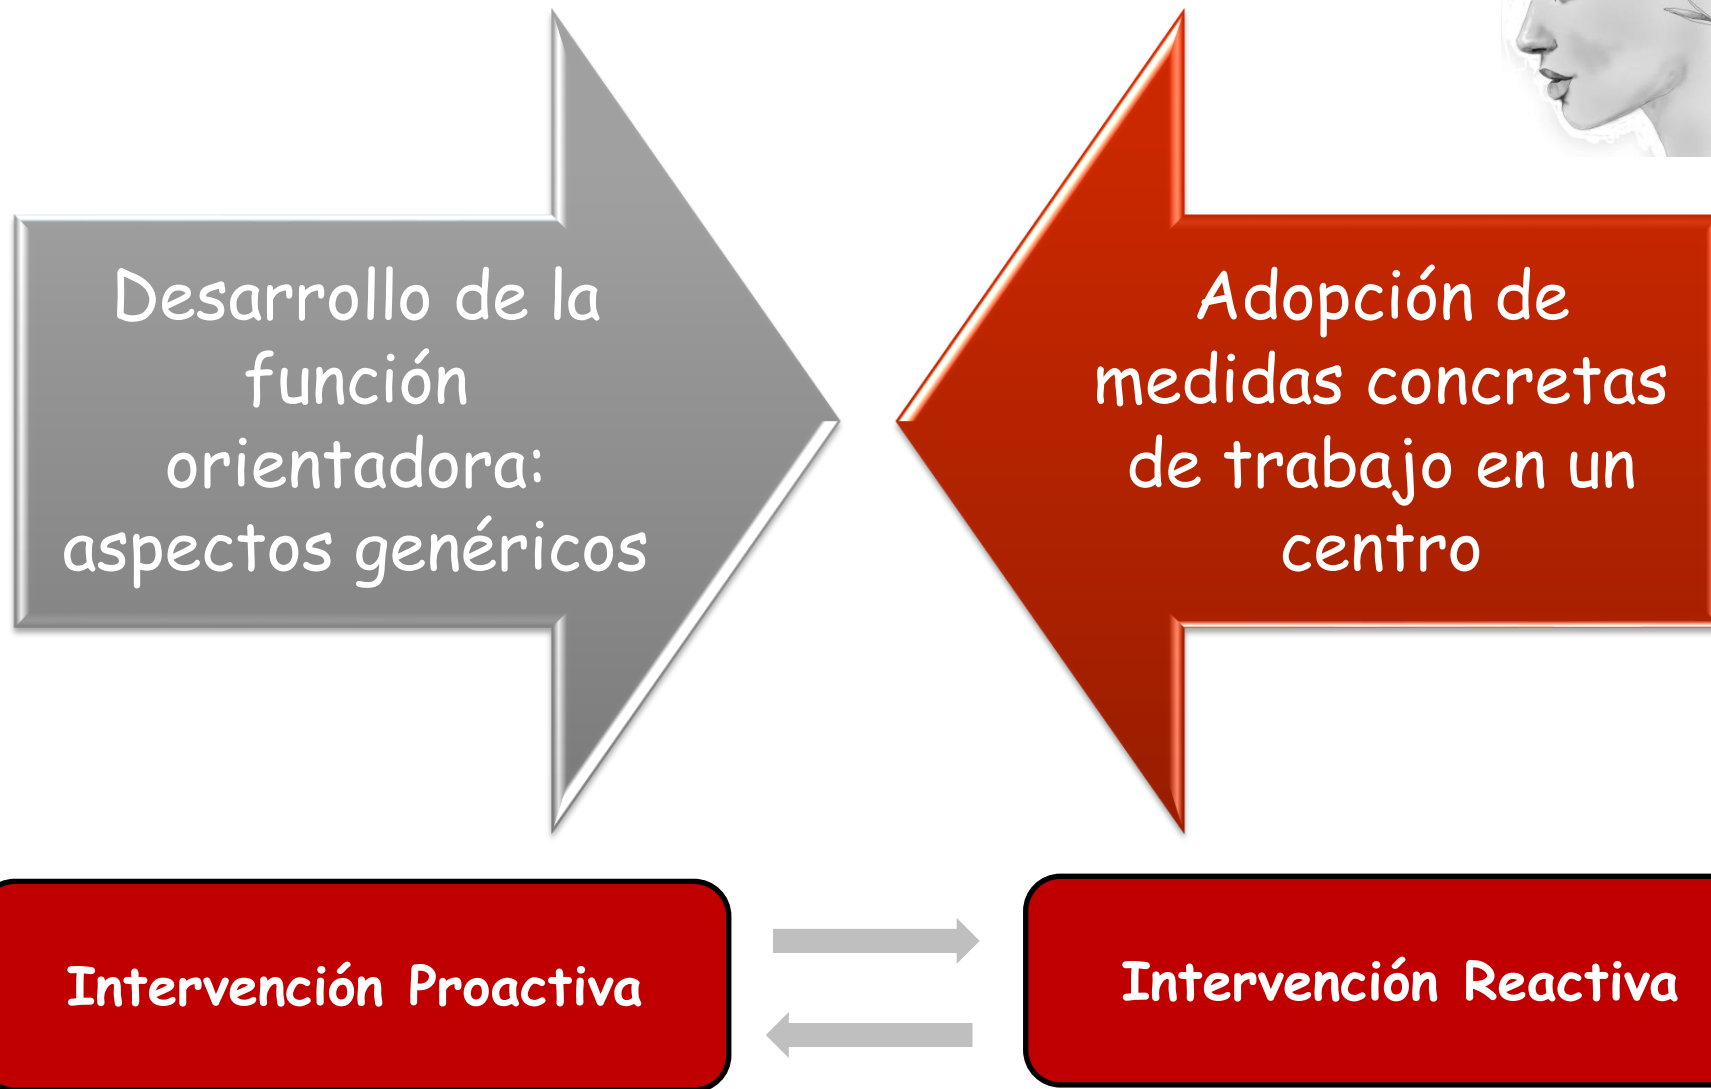 Desarrollo de la
función
orientadora:
aspectos genéricos
Adopción de
medidas concretas
de trabajo en un
centro
Intervención Proactiva
Intervención Reactiva